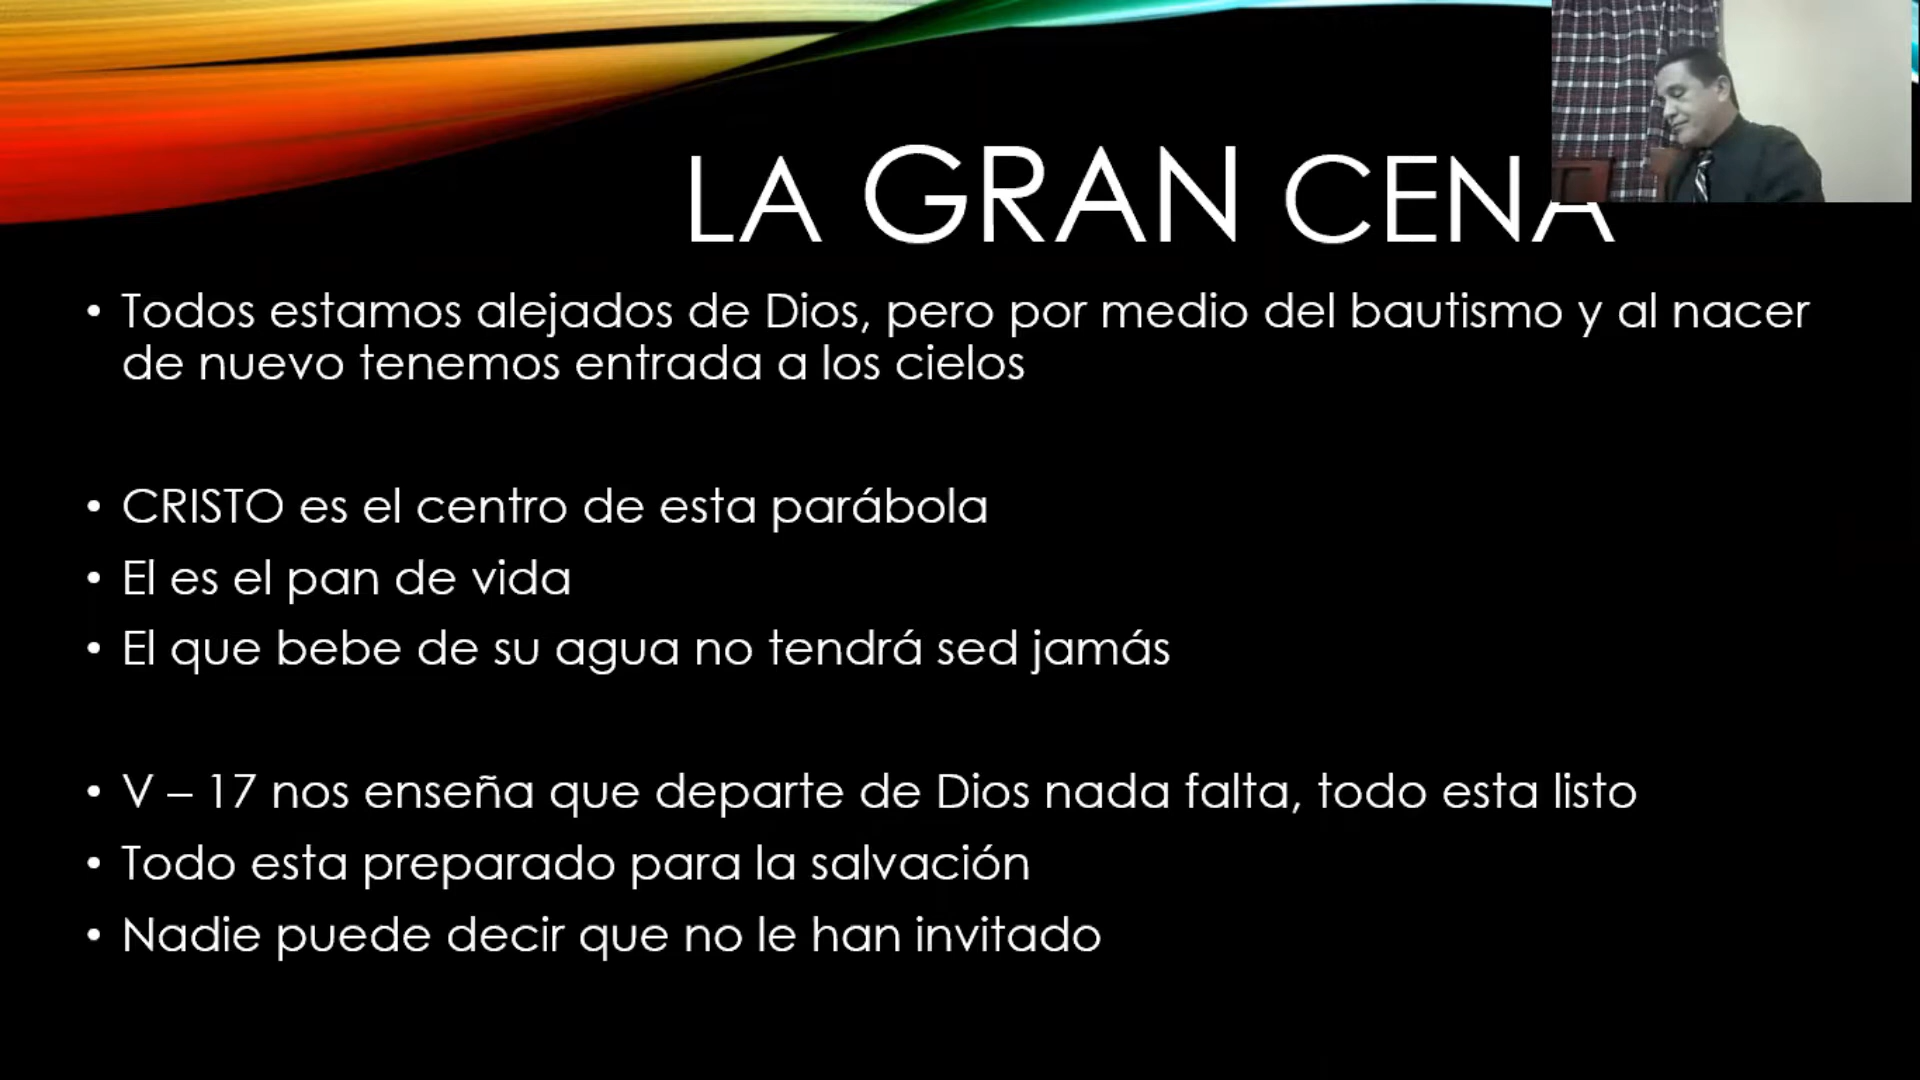 LA GRAN CENA
• Todos estamos alejados de Dios, pero por medio del bautismo y al nacer
de nuevo tenemos entrada a los cielos
• CRISTO es el centro de esta parábola
• El es el pan de vida
• El que bebe de su agua no tendrá sed jamás
• V – 17 nos enseña que departe de Dios nada falta, todo esta listo
• Todo esta preparado para la salvación
• Nadie puede decir que no le han invitado